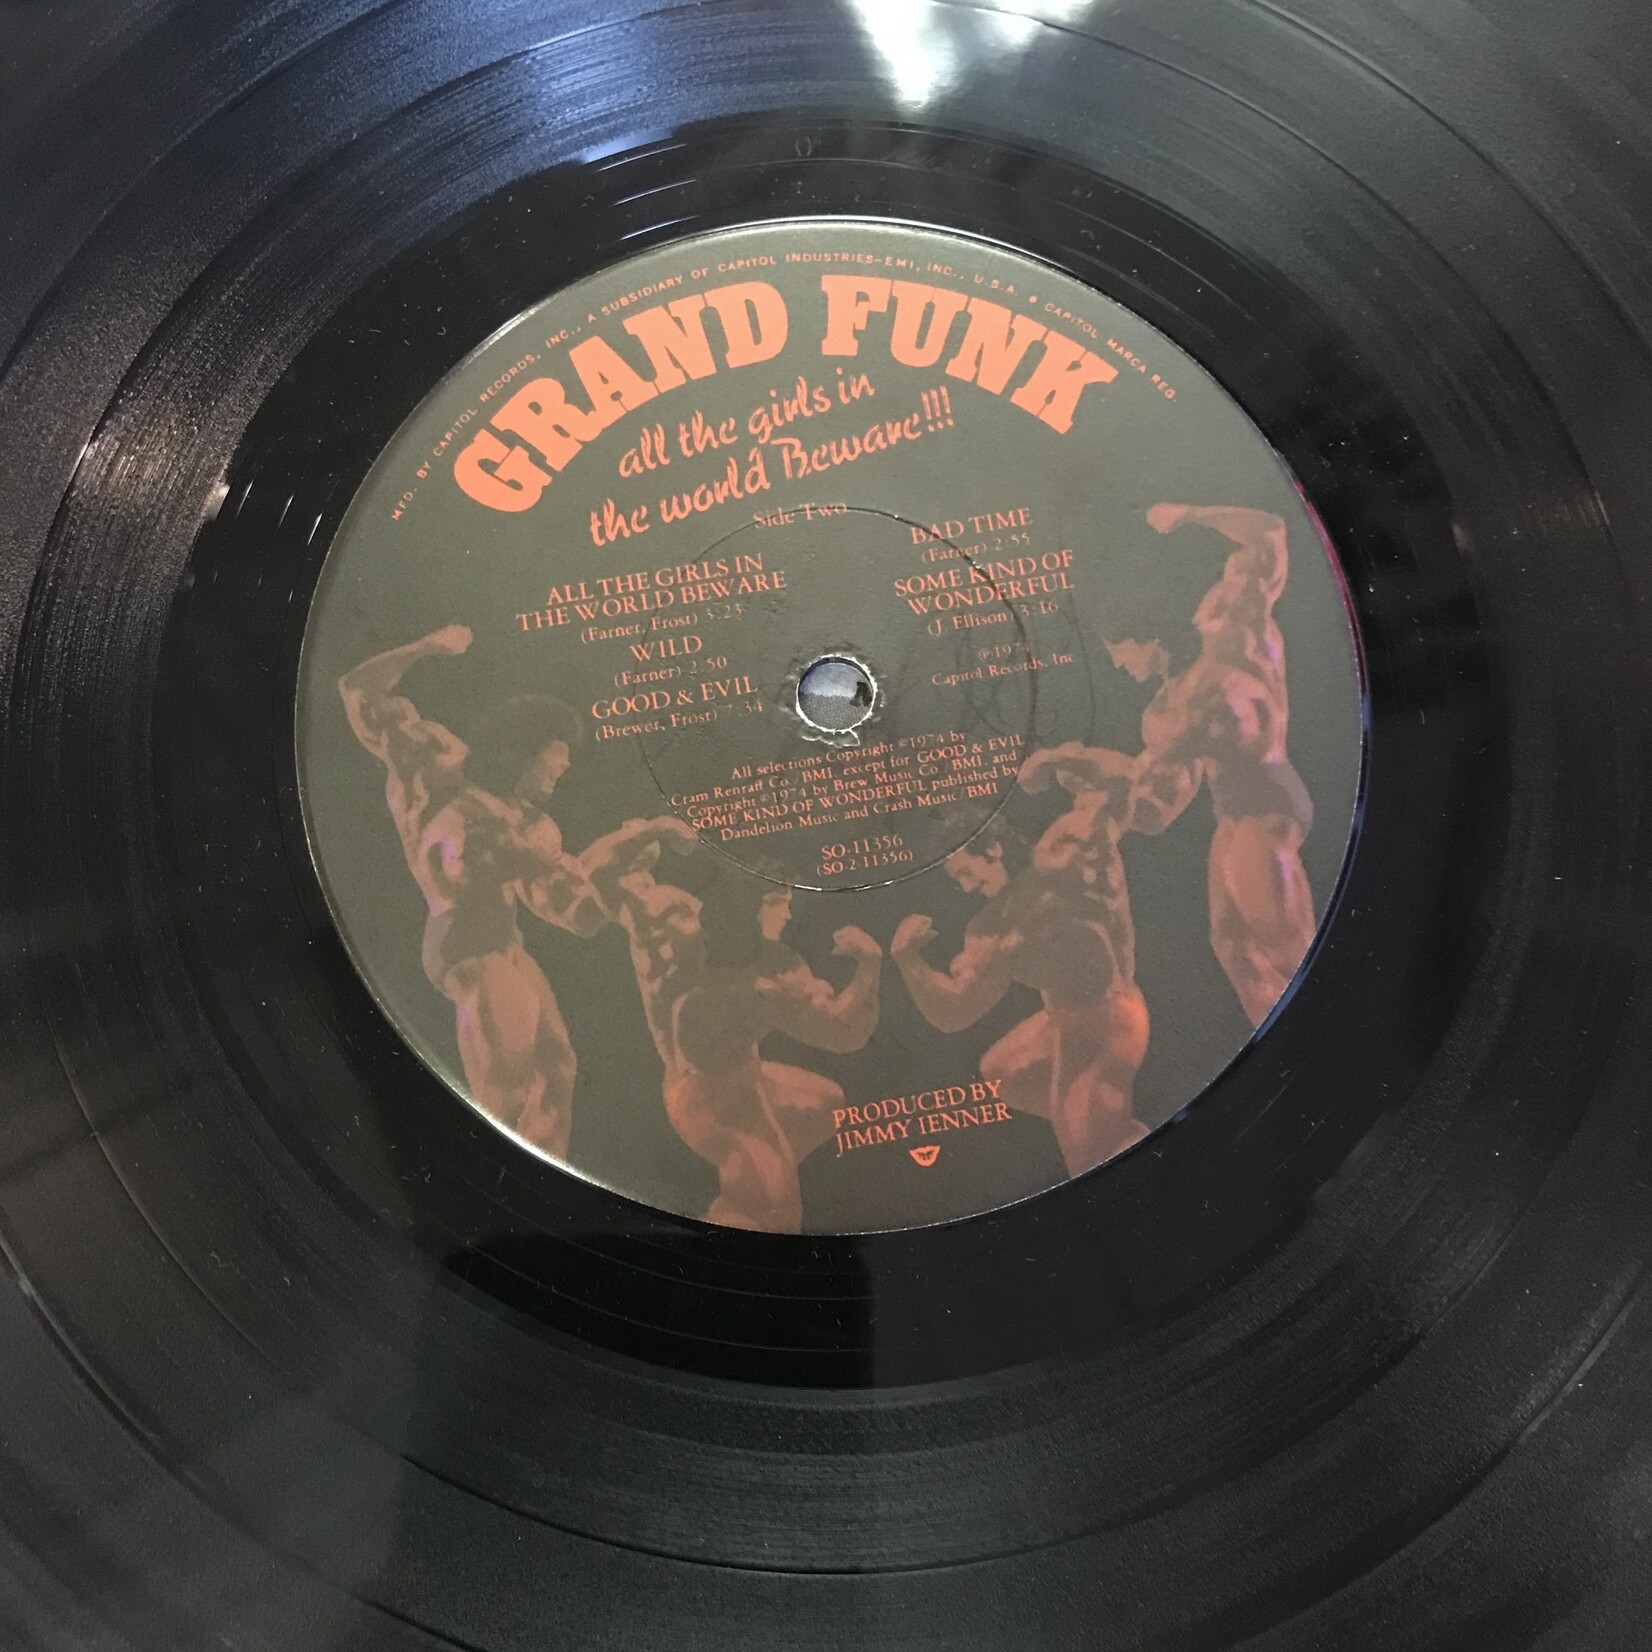 MFD. BY CAPITOL RECORDS, INC., A SUBSIDIARY OF CAPITOL INDUSTRIES-EMI, INC., U.S.A. • CAPITOL MARCA REG.
GRAND FUNK
all the girls in
the world Beware!!!
Side Two
ALL THE GIRLS IN
THE WORLD BEWARE
(Farner, Frost) 3:23
WILD
(Farner) 2:50
GOOD & EVIL
(Brewer, Frost) 7:34
BAD TIME
(Farner) 2:55
SOME KIND OF
WONDERFUL
(J. Ellison) 3:16
Capitol Records, Inc
All selections Copyright ©1974 by
Cram Renraff Co./BMI, except for GOOD & EVIL
Copyright ©1974 by Brew Music Co./BMI, and
SOME KIND OF WONDERFUL published by
Dandelion Music and Crash Music/BMI
SO-11356
(SO-2-11356)
PRODUCED BY
JIMMY IENNER